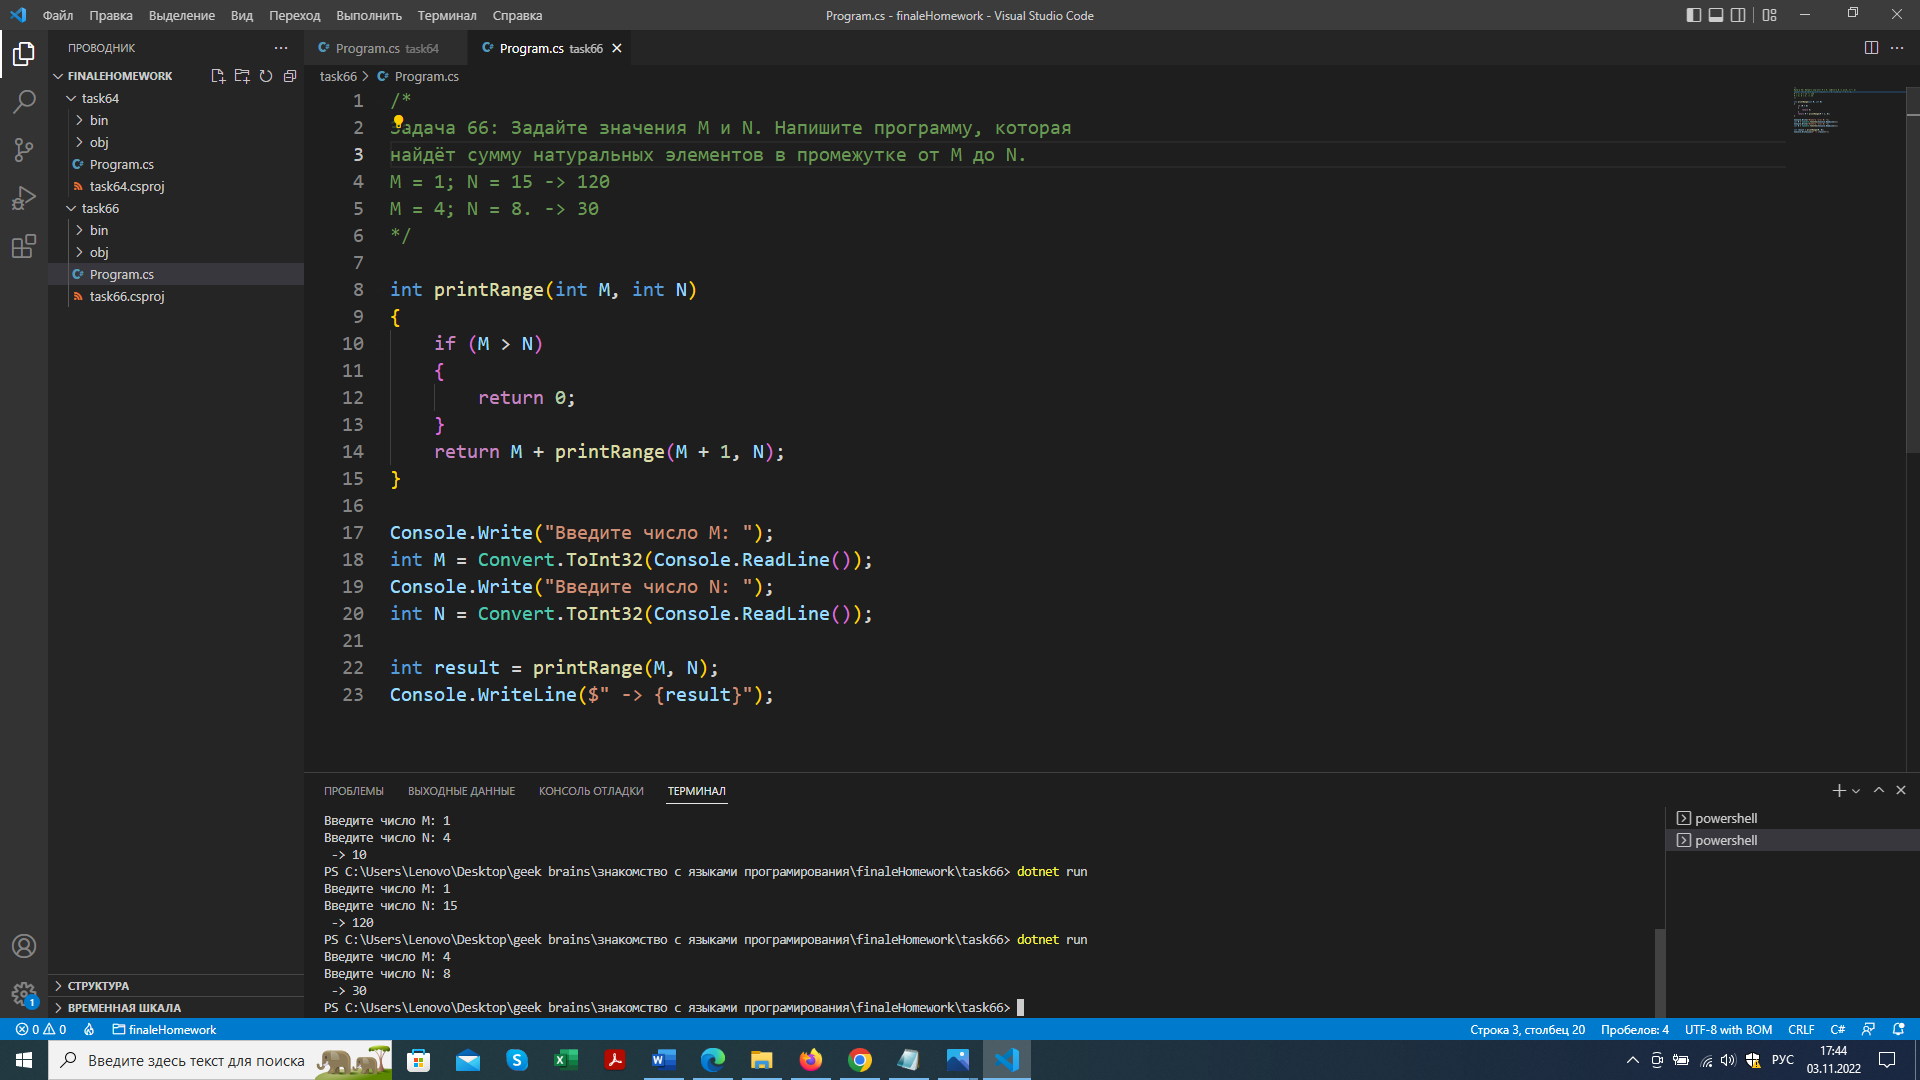 Файл Правка Выделение Вид Переход Выполнить Терминал Справка
Program.cs - finaleHomework - Visual Studio Code
ПРОВОДНИК
FINALEHOMEWORK
task64
bin
obj
Program.cs
task64.csproj
task66
bin
obj
Program.cs
task66.csproj
СТРУКТУРА
ВРЕМЕННАЯ ШКАЛА
Program.cs task64
Program.cs task66
task66 > Program.cs
1 /*
2 Задача 66: Задайте значения M и N. Напишите программу, которая
3 найдёт сумму натуральных элементов в промежутке от M до N.
4 M = 1; N = 15 -> 120
5 M = 4; N = 8. -> 30
6 */
7
8 int printRange(int M, int N)
9 {
10 if (M > N)
11 {
12 return 0;
13 }
14 return M + printRange(M + 1, N);
15 }
16
17 Console.Write("Введите число M: ");
18 int M = Convert.ToInt32(Console.ReadLine());
19 Console.Write("Введите число N: ");
20 int N = Convert.ToInt32(Console.ReadLine());
21
22 int result = printRange(M, N);
23 Console.WriteLine($" -> {result}");
ПРОБЛЕМЫ ВЫХОДНЫЕ ДАННЫЕ КОНСОЛЬ ОТЛАДКИ ТЕРМИНАЛ
Введите число M: 1
Введите число N: 4
-> 10
PS C:\Users\Lenovo\Desktop\geek brains\знакомство с языками програмирования\finaleHomework\task66> dotnet run
Введите число M: 1
Введите число N: 15
-> 120
PS C:\Users\Lenovo\Desktop\geek brains\знакомство с языками програмирования\finaleHomework\task66> dotnet run
Введите число M: 4
Введите число N: 8
-> 30
PS C:\Users\Lenovo\Desktop\geek brains\знакомство с языками програмирования\finaleHomework\task66>
powershell
powershell
1
0 0 finaleHomework
Строка 3, столбец 20 Пробелов: 4 UTF-8 with BOM CRLF C#
Введите здесь текст для поиска
РУС
17:44
03.11.2022